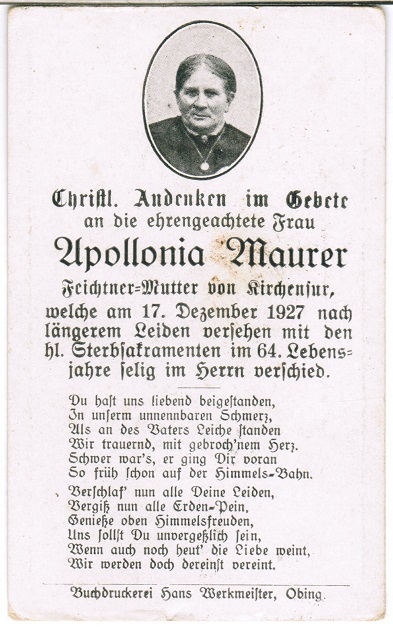 Christl. Andenken im Gebete
an die ehrengeachtete Frau
Apollonia Maurer
Feichtner-Mutter von Kirchensur,
welche am 17. Dezember 1927 nach
längerem Leiden versehen mit den
hl. Sterbsakramenten im 64. Lebens-
jahre selig im Herrn verschied.
Du hast uns liebend beigestanden,
In unserm unnennbaren Schmerz,
Als an des Vaters Leiche standen
Wir trauernd, mit gebroch'nem Herz.
Schwer war's, er ging Dir voran
So früh schon auf der Himmels-Bahn.
Verschlaf' nun alle Deine Leiden,
Vergiß nun alle Erden-Pein,
Genieße oben Himmelsfreuden,
Uns sollst Du unvergeßlich sein,
Wenn auch noch heut' die Liebe weint,
Wir werden doch dereinst vereint.
Buchdruckerei Hans Werkmeister, Obing.